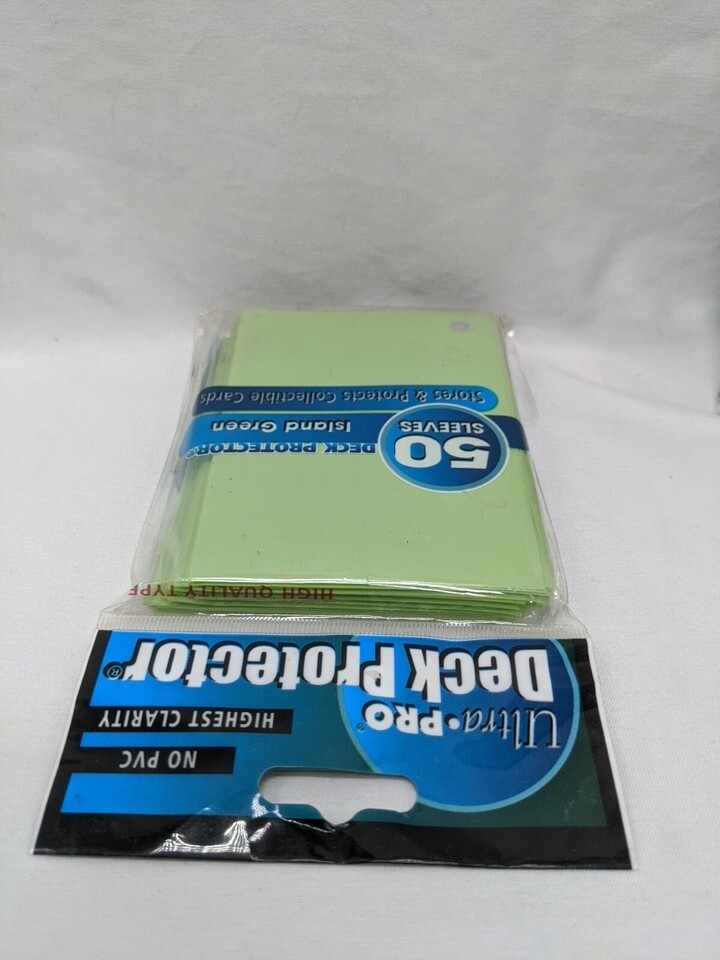 NO PVC
HIGHEST CLARITY
Ultra•PRO®
Deck Protector®
HIGH QUALITY TYPE
50
SLEEVES
DECK PROTECTOR®
Island Green
Stores & Protects Collectible Cards